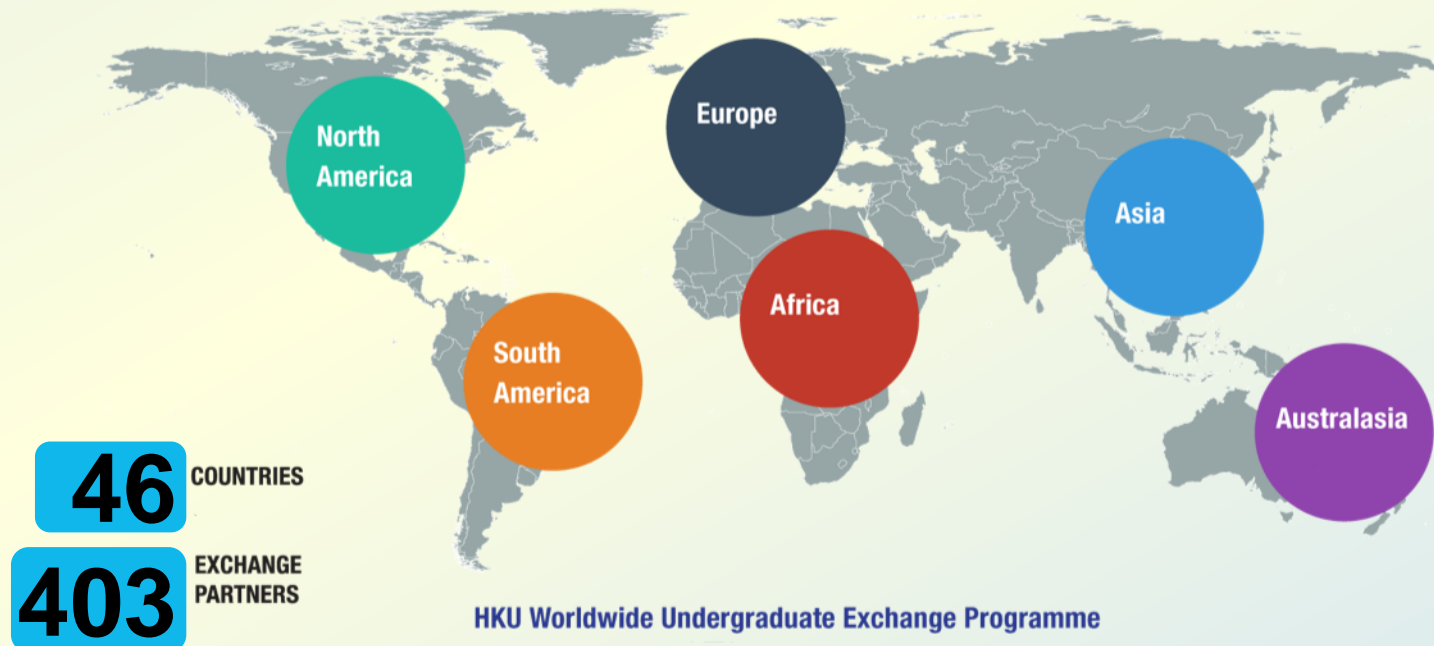 North
America
Europe
Asia
Africa
South
America
Australasia
46 COUNTRIES
403 EXCHANGE
PARTNERS
HKU Worldwide Undergraduate Exchange Programme